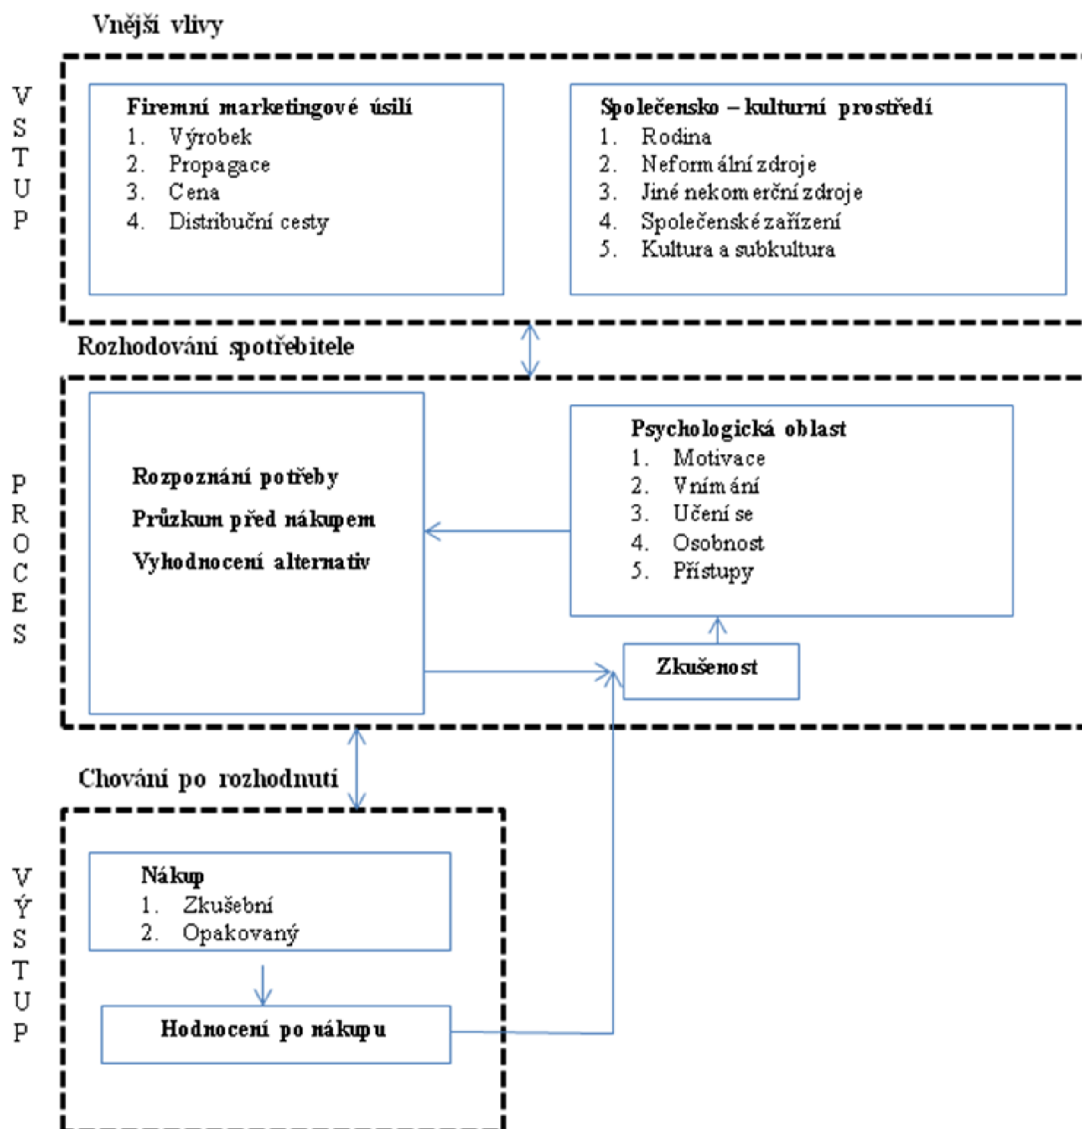 Vnější vlivy
VSTUP
Firemní marketingové úsilí
1. Výrobek
2. Propagace
3. Cena
4. Distribuční cesty
Společensko – kulturní prostředí
1. Rodina
2. Neformální zdroje
3. Jiné nekomerční zdroje
4. Společenské zařízení
5. Kultura a subkultura
Rozhodování spotřebitele
PROCES
Rozpoznání potřeby
Průzkum před nákupem
Vyhodnocení alternativ
Psychologická oblast
1. Motivace
2. Vnímání
3. Učení se
4. Osobnost
5. Přístupy
Zkušenost
Chování po rozhodnutí
VÝSTUP
Nákup
1. Zkušební
2. Opakovaný
Hodnocení po nákupu